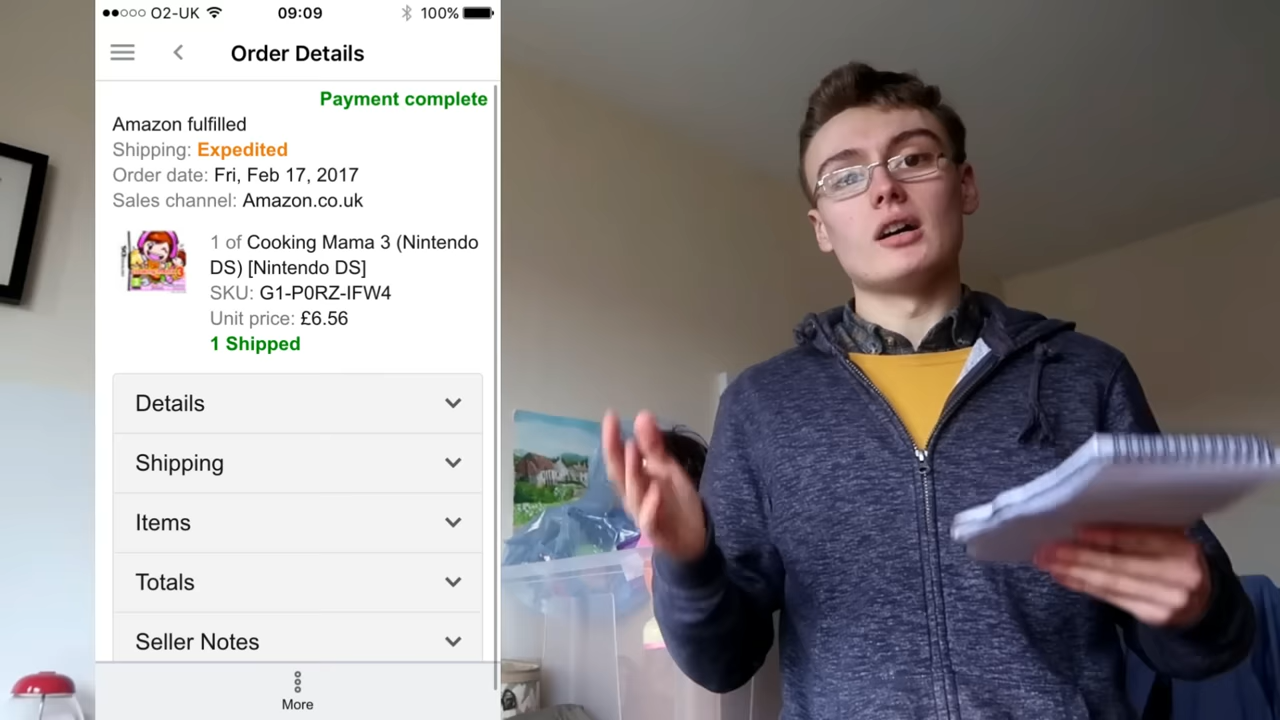 O2-UK 09:09 100%
Order Details
Payment complete
Amazon fulfilled
Shipping: Expedited
Order date: Fri, Feb 17, 2017
Sales channel: Amazon.co.uk
1 of Cooking Mama 3 (Nintendo
DS) [Nintendo DS]
SKU: G1-P0RZ-IFW4
Unit price: £6.56
1 Shipped
Details
Shipping
Items
Totals
Seller Notes
More